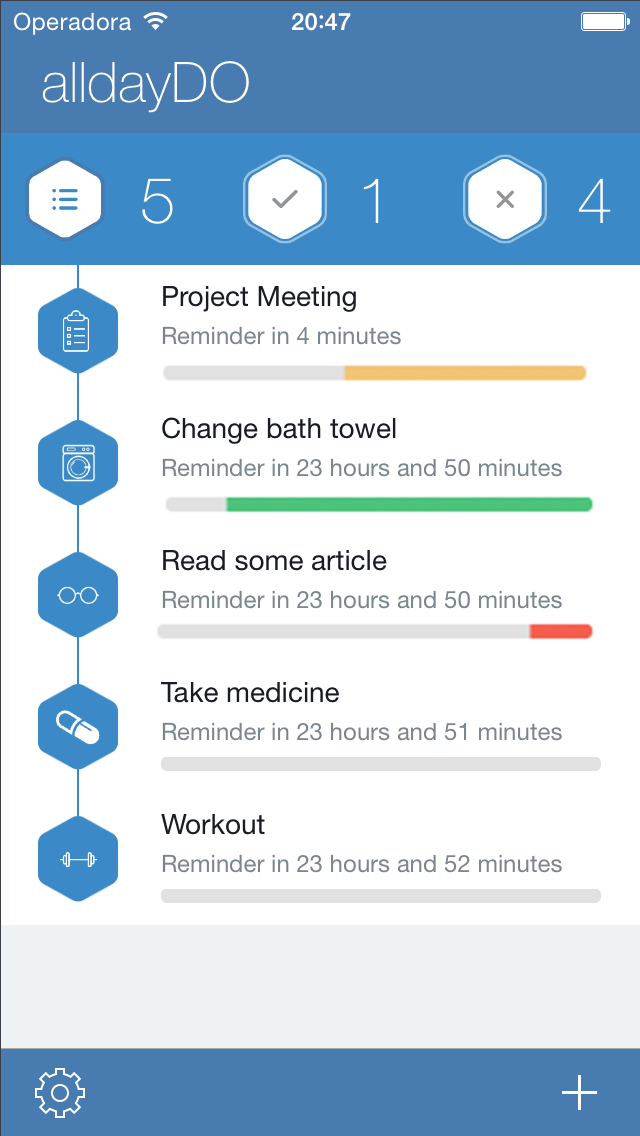 Operadora 20:47
alldayDO
5 1 4
Project Meeting
Reminder in 4 minutes
Change bath towel
Reminder in 23 hours and 50 minutes
Read some article
Reminder in 23 hours and 50 minutes
Take medicine
Reminder in 23 hours and 51 minutes
Workout
Reminder in 23 hours and 52 minutes